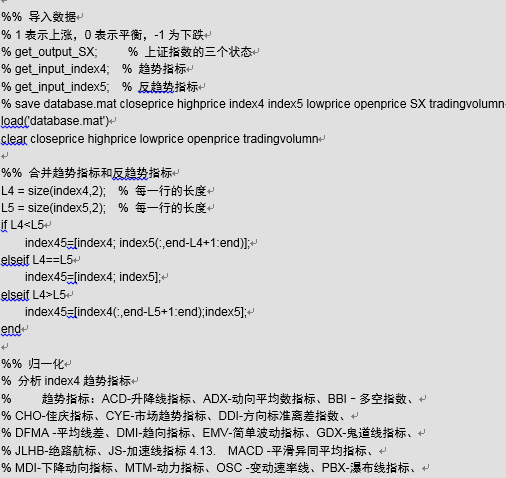 %% 导入数据
% 1 表示上涨，0 表示平衡，-1 为下跌
% get_output_SX; % 上证指数的三个状态
% get_input_index4; % 趋势指标
% get_input_index5; % 反趋势指标
% save database.mat closeprice highprice index4 index5 lowprice openprice SX tradingvolumn
load('database.mat')
clear closeprice highprice lowprice openprice tradingvolumn
%% 合并趋势指标和反趋势指标
L4 = size(index4,2); % 每一行的长度
L5 = size(index5,2); % 每一行的长度
if L4<L5
index45=[index4; index5(:,end-L4+1:end)];
elseif L4==L5
index45=[index4; index5];
elseif L4>L5
index45=[index4(:,end-L5+1:end);index5];
end
%% 归一化
% 分析 index4 趋势指标
% 趋势指标：ACD-升降线指标、ADX-动向平均数指标、BBI－多空指数、
% CHO-佳庆指标、CYE-市场趋势指标、DDI-方向标准离差指数、
% DFMA -平均线差、DMI-趋向指标、EMV-简单波动指标、GDX-鬼道线指标、
% JLHB-绝路航标、JS-加速线指标 4.13. MACD -平滑异同平均指标、
% MDI-下降动向指标、MTM-动力指标、OSC -变动速率线、PBX-瀑布线指标、